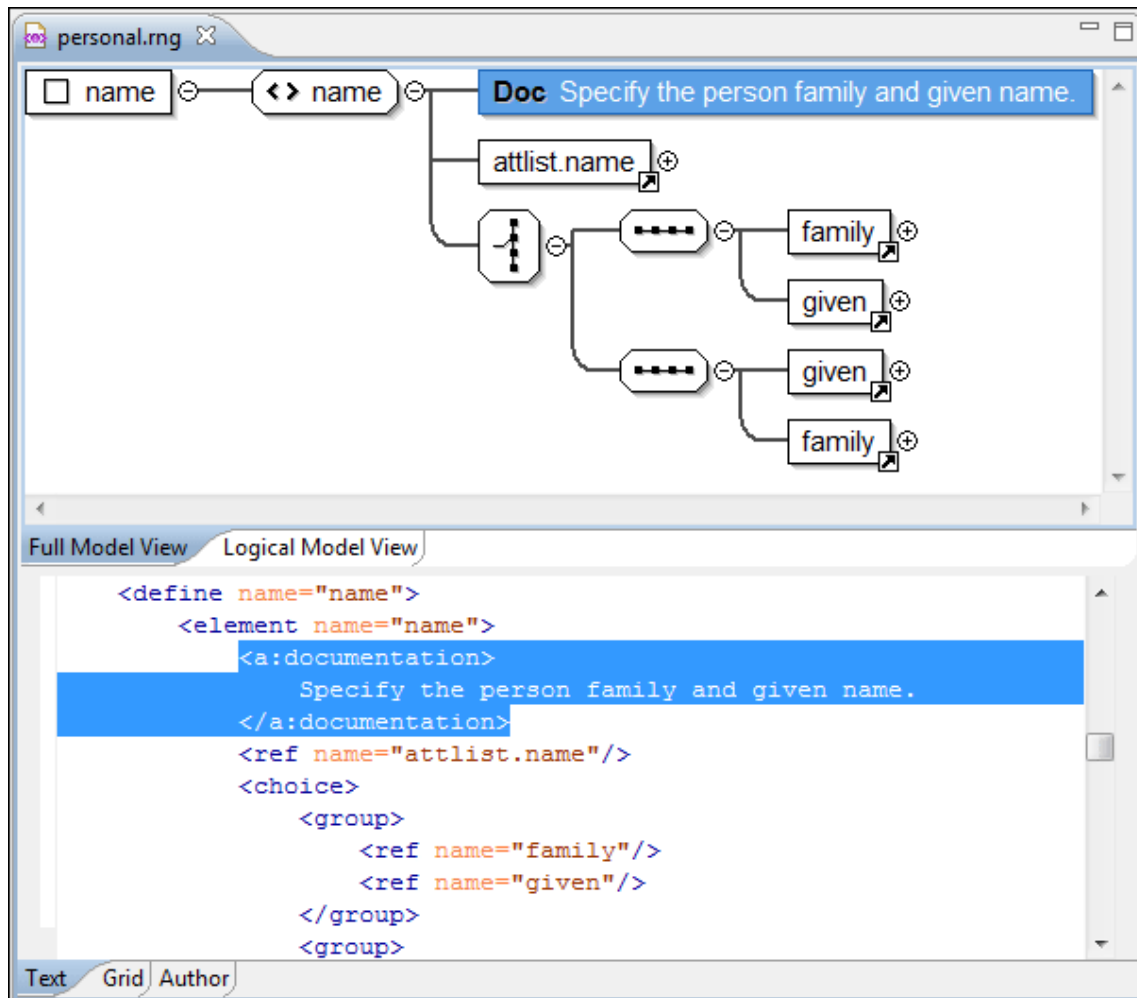 personal.rng
name
name
Doc Specify the person family and given name.
attlist.name
family
given
given
family
Full Model View Logical Model View
<define name="name">
<element name="name">
<a:documentation>
Specify the person family and given name.
</a:documentation>
<ref name="attlist.name"/>
<choice>
<group>
<ref name="family"/>
<ref name="given"/>
</group>
<group>
Text Grid Author